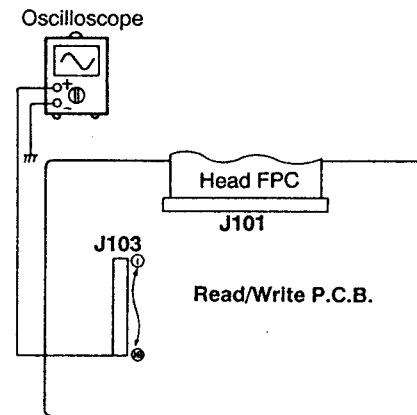 Oscilloscope
+
-
Head FPC
J101
J103
Read/Write P.C.B.